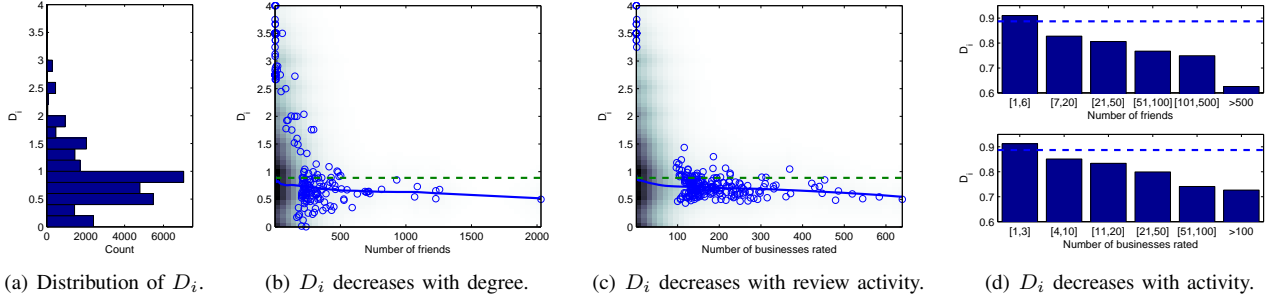 4
3.5
3
2.5
2
1.5
1
0.5
0
D_i
0 2000 4000 6000
Count
(a) Distribution of D_i.
4
3.5
3
2.5
2
1.5
1
0.5
0
D_i
500 1000 1500 2000
Number of friends
(b) D_i decreases with degree.
4
3.5
3
2.5
2
1.5
1
0.5
0
D_i
100 200 300 400 500 600
Number of businesses rated
(c) D_i decreases with review activity.
0.9
0.8
0.7
0.6
D_i
[1,6] [7,20] [21,50] [51,100] [101,500] >500
Number of friends
0.9
0.8
0.7
0.6
D_i
[1,3] [4,10] [11,20] [21,50] [51,100] >100
Number of businesses rated
(d) D_i decreases with activity.